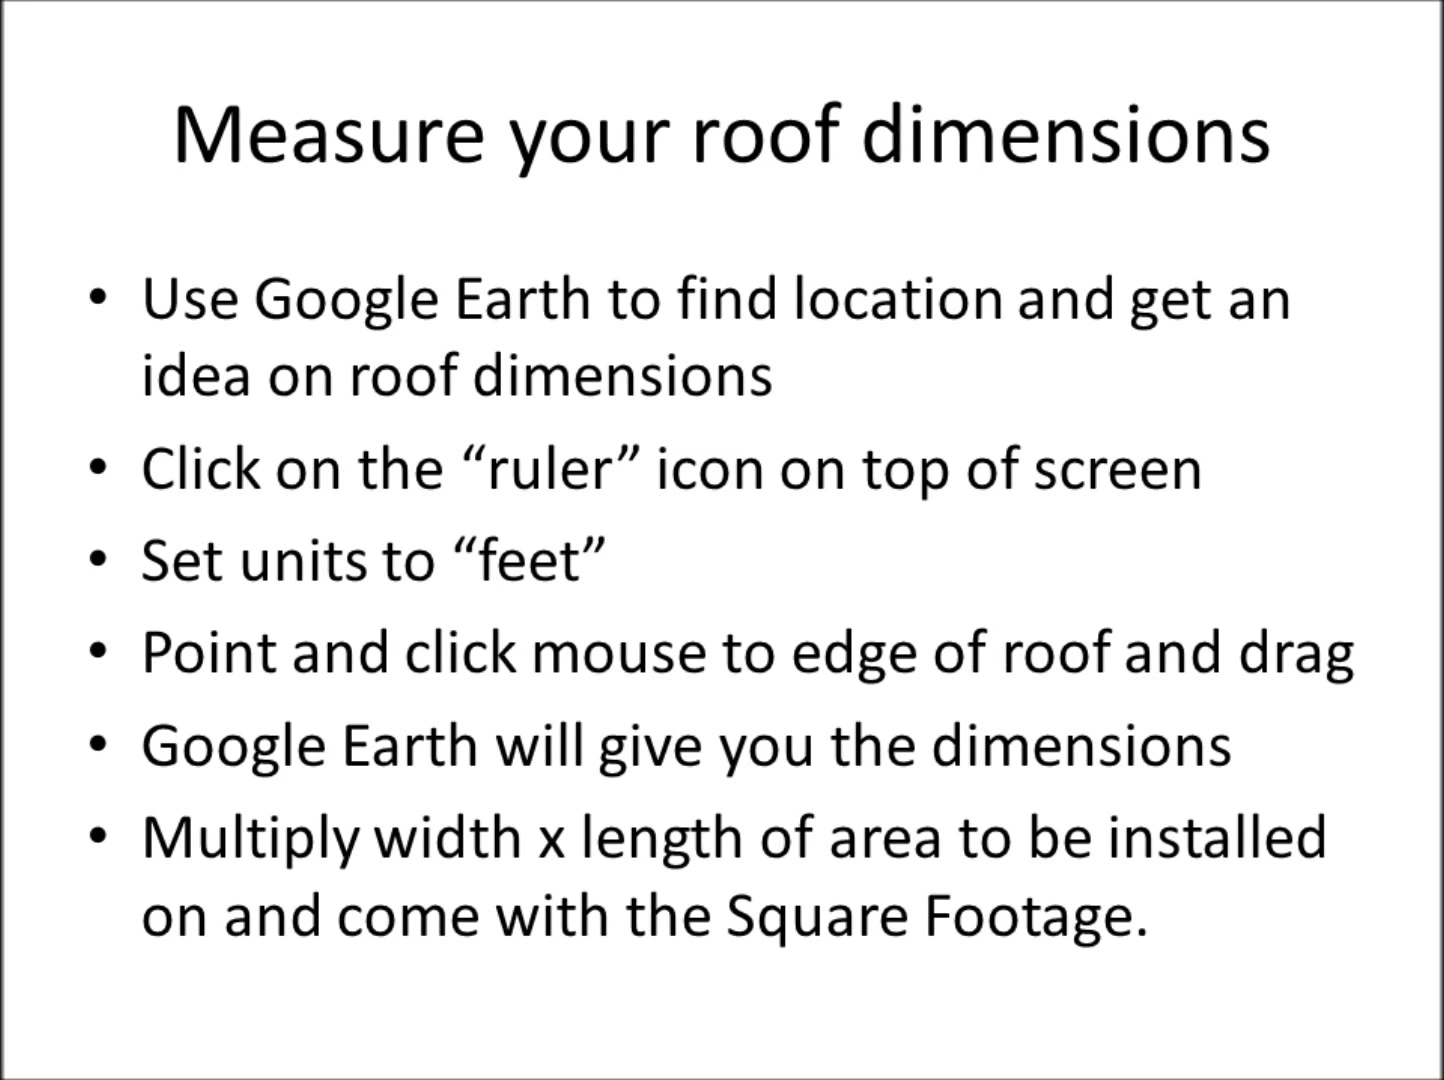 Measure your roof dimensions
• Use Google Earth to find location and get an
idea on roof dimensions
• Click on the “ruler” icon on top of screen
• Set units to “feet”
• Point and click mouse to edge of roof and drag
• Google Earth will give you the dimensions
• Multiply width x length of area to be installed
on and come with the Square Footage.